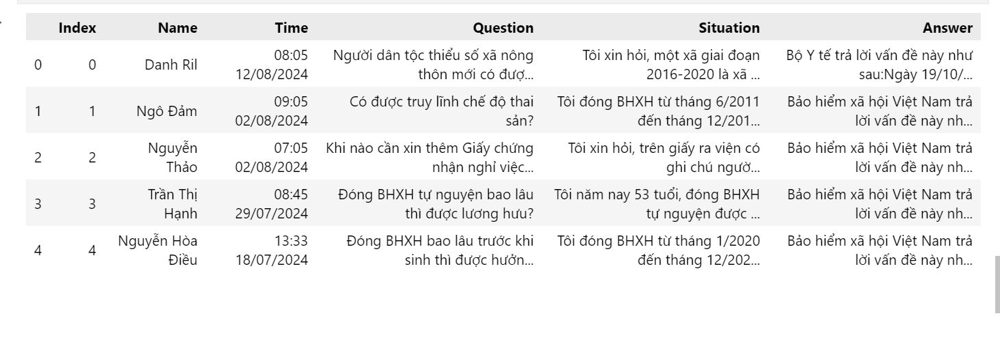 Index Name Time Question Situation Answer
0 0 Danh Ril 08:05 12/08/2024 Người dân tộc thiểu số xã nông thôn mới có đượ... Tôi xin hỏi, một xã giai đoạn 2016-2020 là xã ... Bộ Y tế trả lời vấn đề này như sau:Ngày 19/10/...
1 1 Ngô Đảm 09:05 02/08/2024 Có được truy lĩnh chế độ thai sản? Tôi đóng BHXH từ tháng 6/2011 đến tháng 12/201... Bảo hiểm xã hội Việt Nam trả lời vấn đề này nh...
2 2 Nguyễn Thảo 07:05 02/08/2024 Khi nào cần xin thêm Giấy chứng nhận nghỉ việc... Tôi xin hỏi, trên giấy ra viện có ghi chú ngườ... Bảo hiểm xã hội Việt Nam trả lời vấn đề này nh...
3 3 Trần Thị Hạnh 08:45 29/07/2024 Đóng BHXH tự nguyện bao lâu thì được lương hưu? Tôi năm nay 53 tuổi, đóng BHXH tự nguyện được ... Bảo hiểm xã hội Việt Nam trả lời vấn đề này nh...
4 4 Nguyễn Hòa Điều 13:33 18/07/2024 Đóng BHXH bao lâu trước khi sinh thì được hưởn... Tôi đóng BHXH từ tháng 1/2020 đến tháng 12/202... Bảo hiểm xã hội Việt Nam trả lời vấn đề này nh...